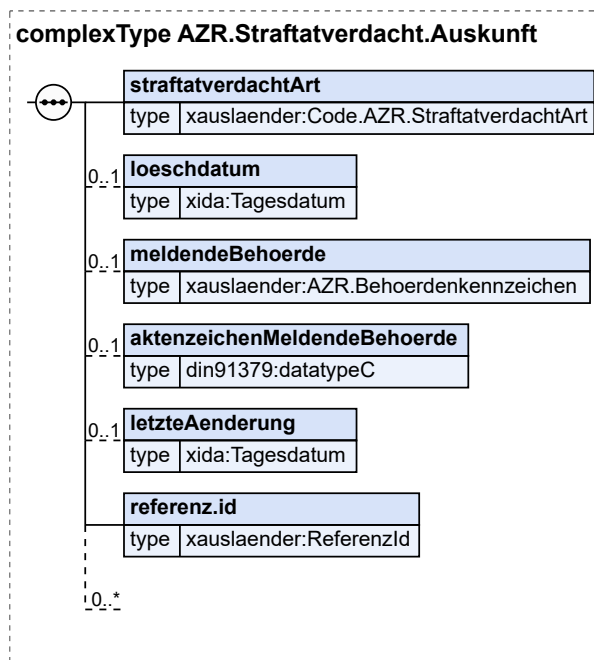 complexType AZR.Straftatverdacht.Auskunft
straftatverdachtArt
type xauslaender:Code.AZR.StraftatverdachtArt
0..1 loeschdatum
type xida:Tagesdatum
0..1 meldendeBehoerde
type xauslaender:AZR.Behoerdenkennzeichen
0..1 aktenzeichenMeldendeBehoerde
type din91379:datatypeC
0..1 letzteAenderung
type xida:Tagesdatum
referenz.id
type xauslaender:ReferenzId
0..*